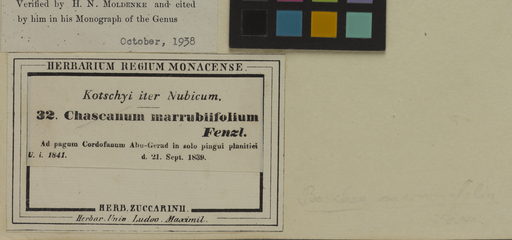 Verified by H. N. MOLDENKE and cited
by him in his Monograph of the Genus
October, 1938
HERBARIUM REGIUM MONACENSE.
Kotschyi iter Nubicum.
32. Chascanum marrubiifolium
Fenzl.
Ad pagum Cordofanum Abu-Gerad in solo pingui planitiei
U. i. 1841. d. 21. Sept. 1839.
HERB. ZUCCARINII.
Herbar. Univ. Ludov. Maximil.